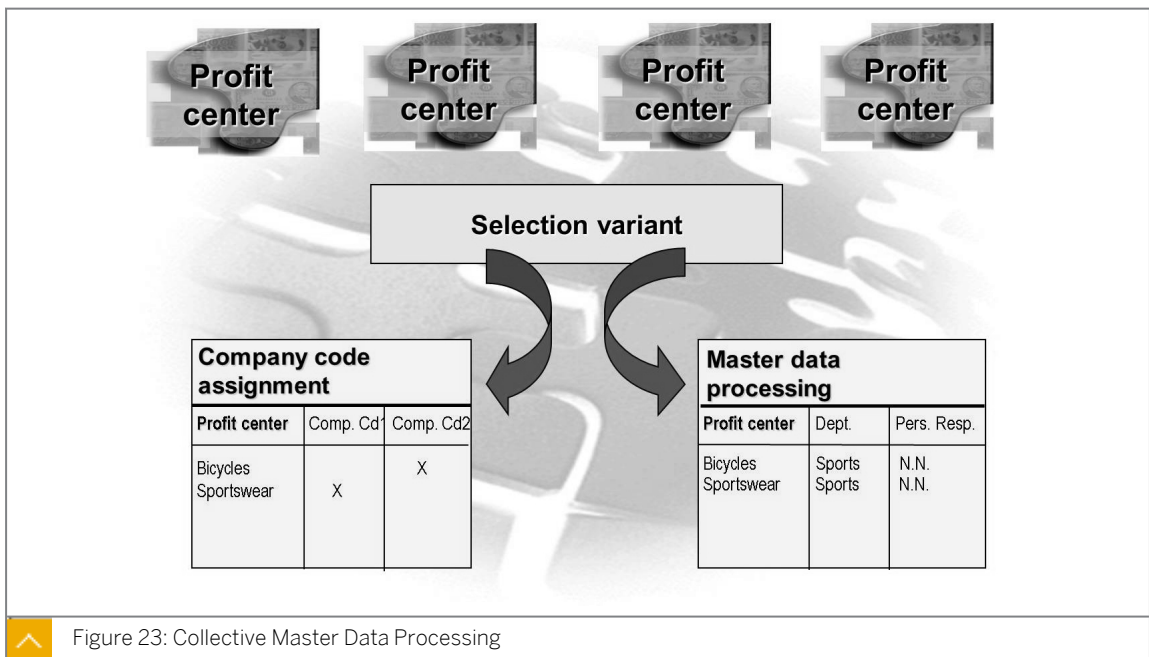 Profit center
Profit center
Profit center
Profit center
Selection variant
Company code
assignment
Profit center Comp. Cd1 Comp. Cd2
Bicycles X
Sportswear X
Master data
processing
Profit center Dept. Pers. Resp.
Bicycles Sports N.N.
Sportswear Sports N.N.
Figure 23: Collective Master Data Processing